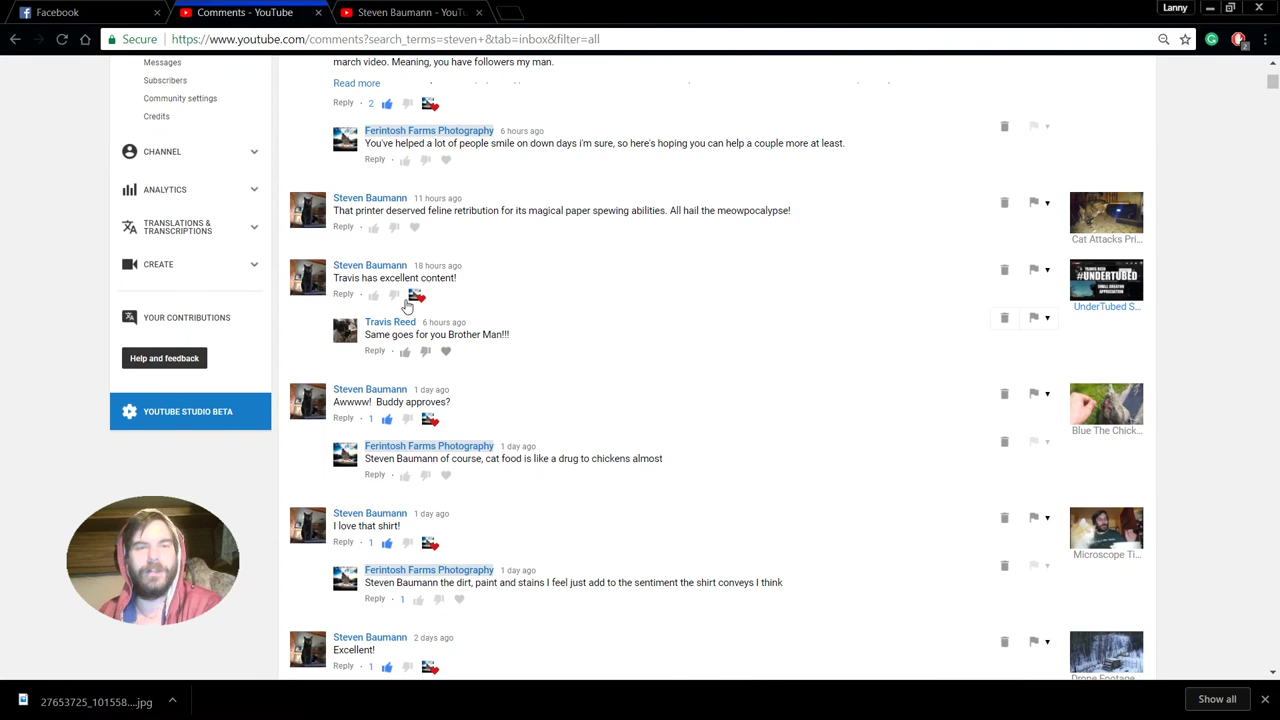 Facebook
Comments - YouTube
Steven Baumann - YouTu
Lanny
Secure
https://www.youtube.com/comments?search_terms=steven+&tab=inbox&filter=all
Messages
Subscribers
Community settings
Credits
CHANNEL
ANALYTICS
TRANSLATIONS &
TRANSCRIPTIONS
CREATE
YOUR CONTRIBUTIONS
Help and feedback
YOUTUBE STUDIO BETA
march video. Meaning, you have followers my man.
Read more
Reply · 2
Ferintosh Farms Photography 6 hours ago
You've helped a lot of people smile on down days i'm sure, so here's hoping you can help a couple more at least.
Reply ·
Steven Baumann 11 hours ago
That printer deserved feline retribution for its magical paper spewing abilities. All hail the meowpocalypse!
Reply ·
Cat Attacks Pri...
Steven Baumann 18 hours ago
Travis has excellent content!
Reply ·
TRAVIS REED
#UNDERTUBED
SMALL CREATOR
APPRECIATION
UnderTubed S...
Travis Reed 6 hours ago
Same goes for you Brother Man!!!
Reply ·
Steven Baumann 1 day ago
Awwww! Buddy approves?
Reply · 1
Blue The Chick...
Ferintosh Farms Photography 1 day ago
Steven Baumann of course, cat food is like a drug to chickens almost
Reply ·
Steven Baumann 1 day ago
I love that shirt!
Reply · 1
Microscope Ti...
Ferintosh Farms Photography 1 day ago
Steven Baumann the dirt, paint and stains I feel just add to the sentiment the shirt conveys I think
Reply · 1
Steven Baumann 2 days ago
Excellent!
Reply · 1
Drone Footage
27653725_101558....jpg
Show all